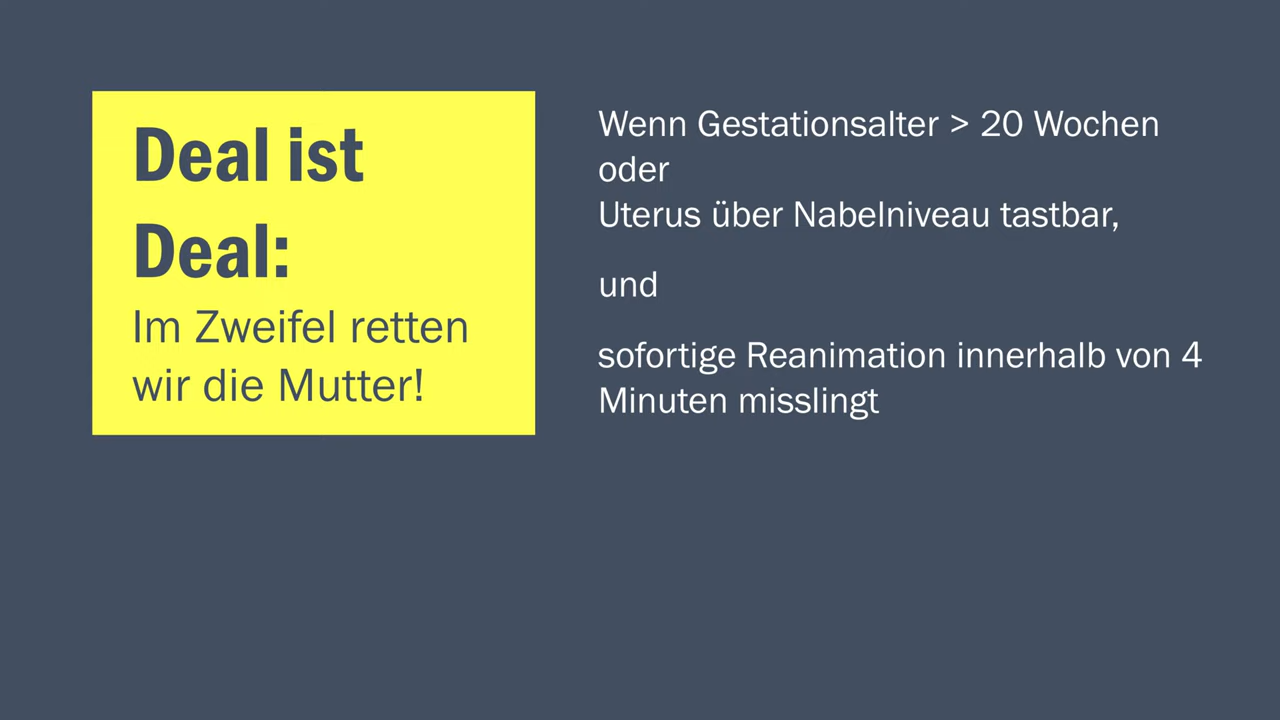 Deal ist
Deal:
Im Zweifel retten
wir die Mutter!
Wenn Gestationsalter > 20 Wochen
oder
Uterus über Nabelniveau tastbar,
und
sofortige Reanimation innerhalb von 4
Minuten misslingt